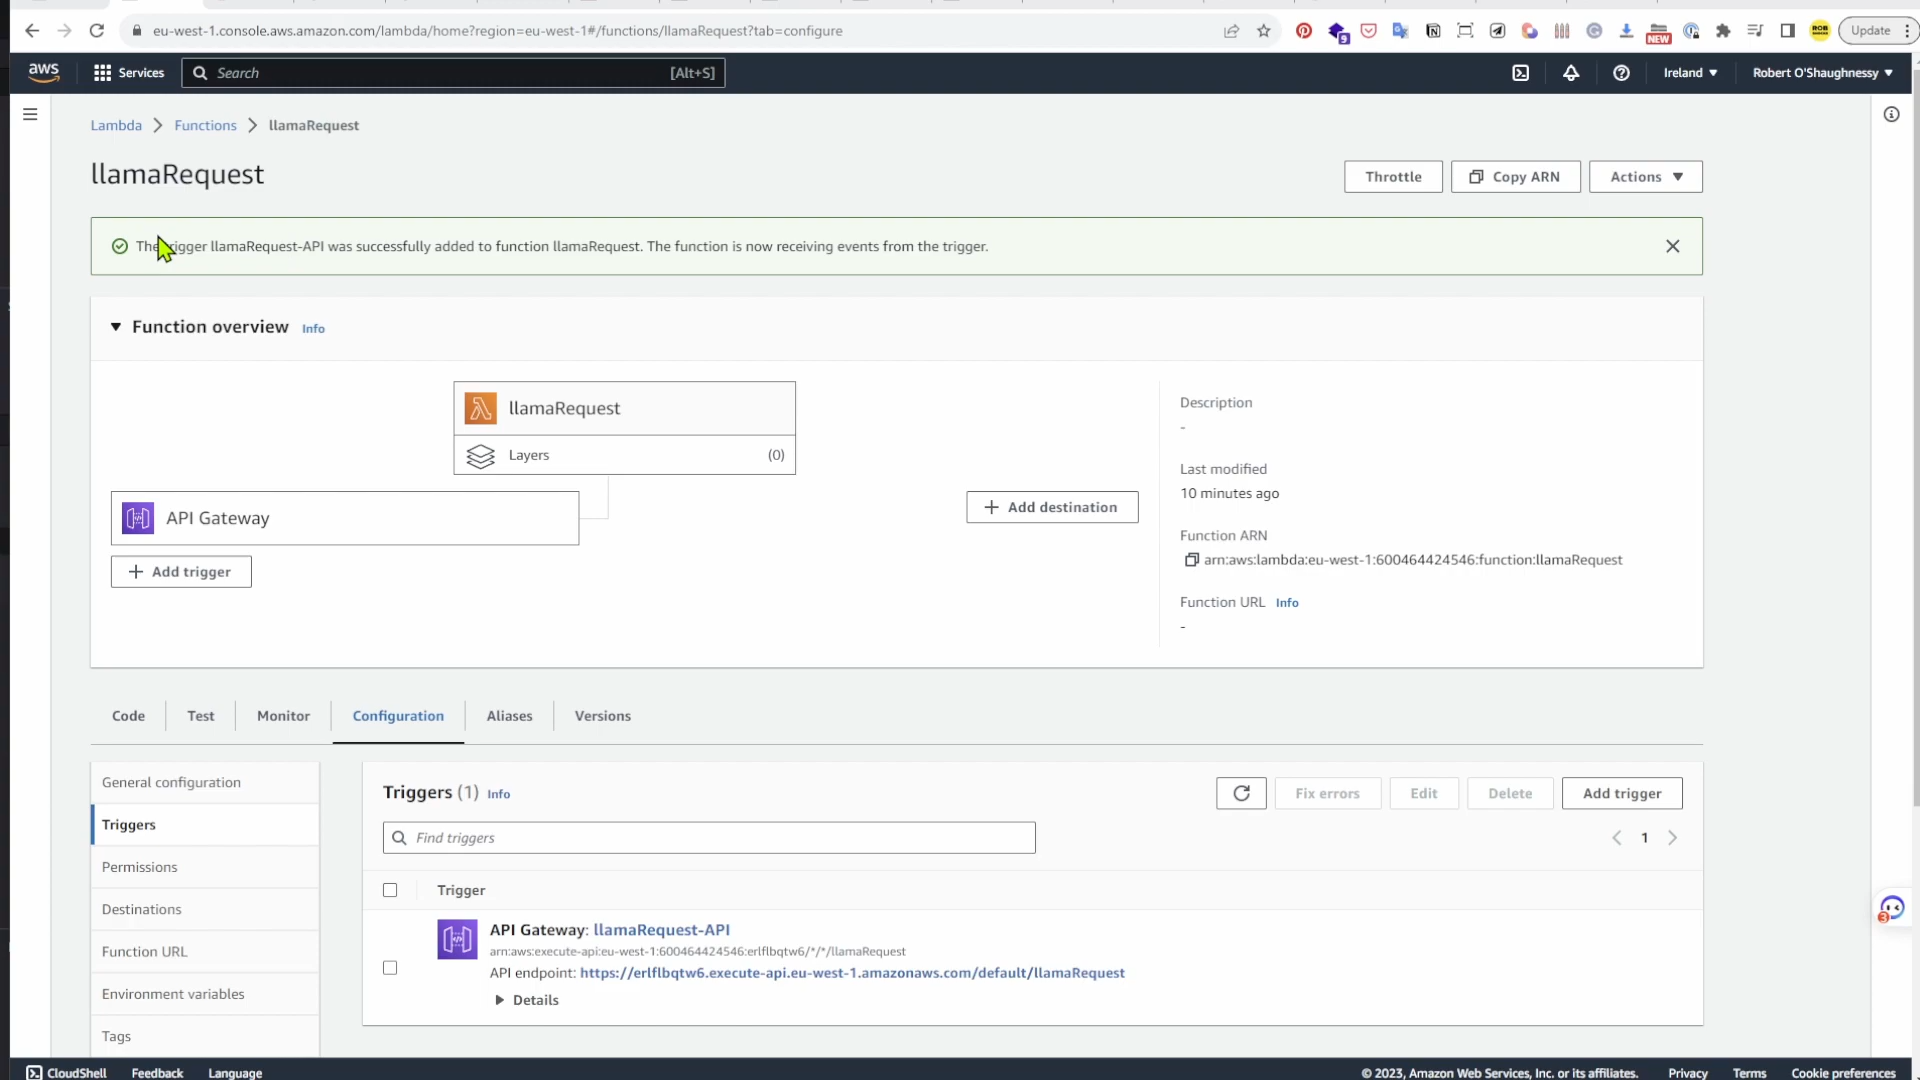 eu-west-1.console.aws.amazon.com/lambda/home?region=eu-west-1#/functions/llamaRequest?tab=configure
9
NEW
Update
aws
Services
Search
[Alt+S]
Ireland
Robert O'Shaughnessy
Lambda
Functions
llamaRequest
llamaRequest
Throttle
Copy ARN
Actions
The trigger llamaRequest-API was successfully added to function llamaRequest. The function is now receiving events from the trigger.
Function overview
Info
llamaRequest
Layers
(0)
API Gateway
Add trigger
Add destination
Description
-
Last modified
10 minutes ago
Function ARN
arn:aws:lambda:eu-west-1:600464424546:function:llamaRequest
Function URL
Info
-
Code
Test
Monitor
Configuration
Aliases
Versions
General configuration
Triggers
Permissions
Destinations
Function URL
Environment variables
Tags
Triggers (1)
Info
Fix errors
Edit
Delete
Add trigger
Find triggers
1
Trigger
API Gateway: llamaRequest-API
arn:aws:execute-api:eu-west-1:600464424546:erlflbqtw6/*/*/llamaRequest
API endpoint: https://erlflbqtw6.execute-api.eu-west-1.amazonaws.com/default/llamaRequest
Details
3
CloudShell
Feedback
Language
© 2023, Amazon Web Services, Inc. or its affiliates.
Privacy
Terms
Cookie preferences